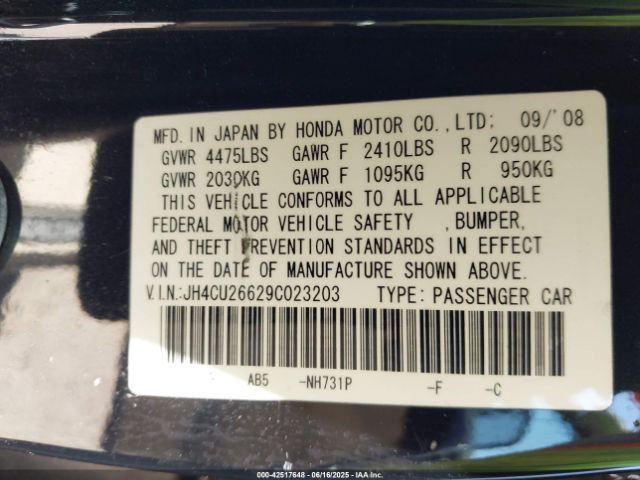 MFD. IN JAPAN BY HONDA MOTOR CO.,LTD; 09/'08
GVWR 4475LBS GAWR F 2410LBS R 2090LBS
GVWR 2030KG GAWR F 1095KG R 950KG
THIS VEHICLE CONFORMS TO ALL APPLICABLE
FEDERAL MOTOR VEHICLE SAFETY ,BUMPER,
AND THEFT PREVENTION STANDARDS IN EFFECT
ON THE DATE OF MANUFACTURE SHOWN ABOVE.
V.I.N.:JH4CU26629C023203 TYPE: PASSENGER CAR
AB5 -NH731P -F -C
000-42517648 - 06/16/2025 - IAAI Copyright